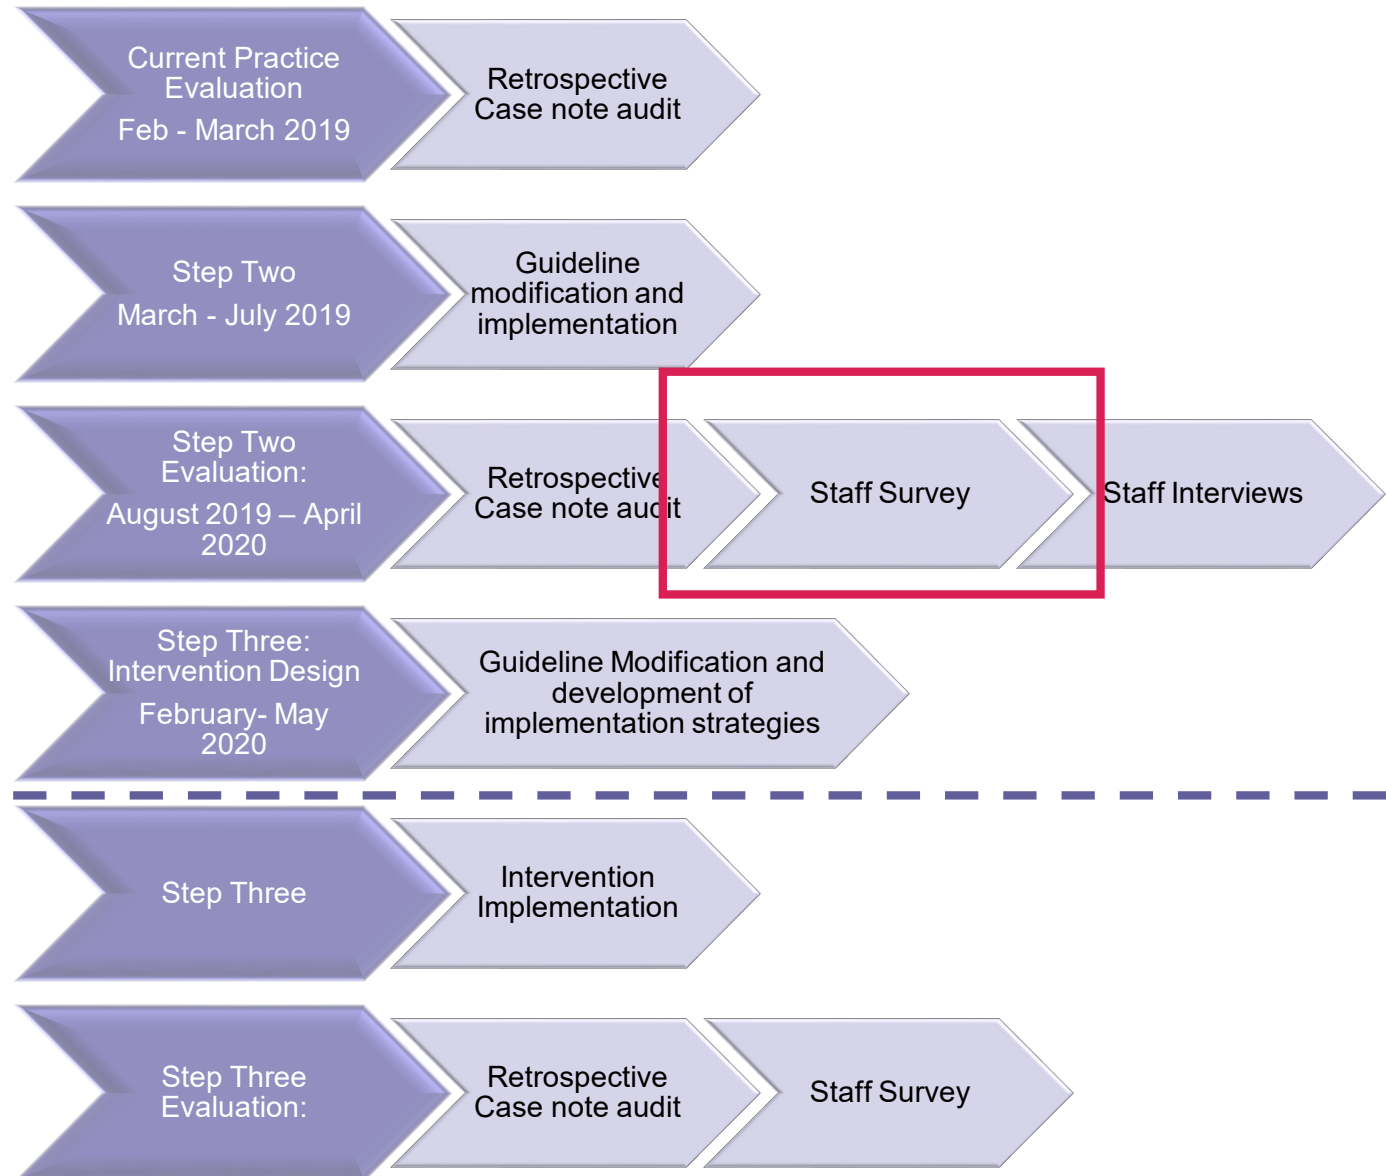 Current Practice
Evaluation
Feb - March 2019
Retrospective
Case note audit
Step Two
March - July 2019
Guideline
modification and
implementation
Step Two
Evaluation:
August 2019 – April
2020
Retrospective
Case note audit
Staff Survey
Staff Interviews
Step Three:
Intervention Design
February- May
2020
Guideline Modification and
development of
implementation strategies
Step Three
Intervention
Implementation
Step Three
Evaluation:
Retrospective
Case note audit
Staff Survey